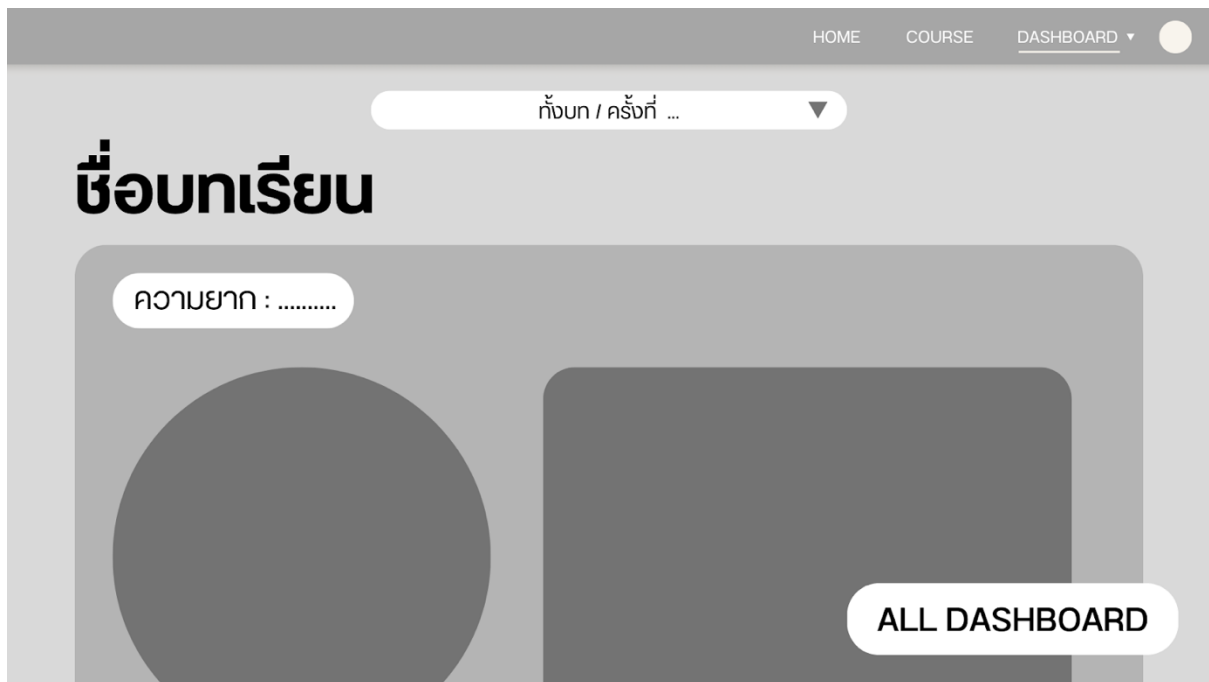 HOME COURSE DASHBOARD ▼
ทั้งบท / ครั้งที่ ... ▼
ชื่อบทเรียน
ความยาก : ..........
ALL DASHBOARD